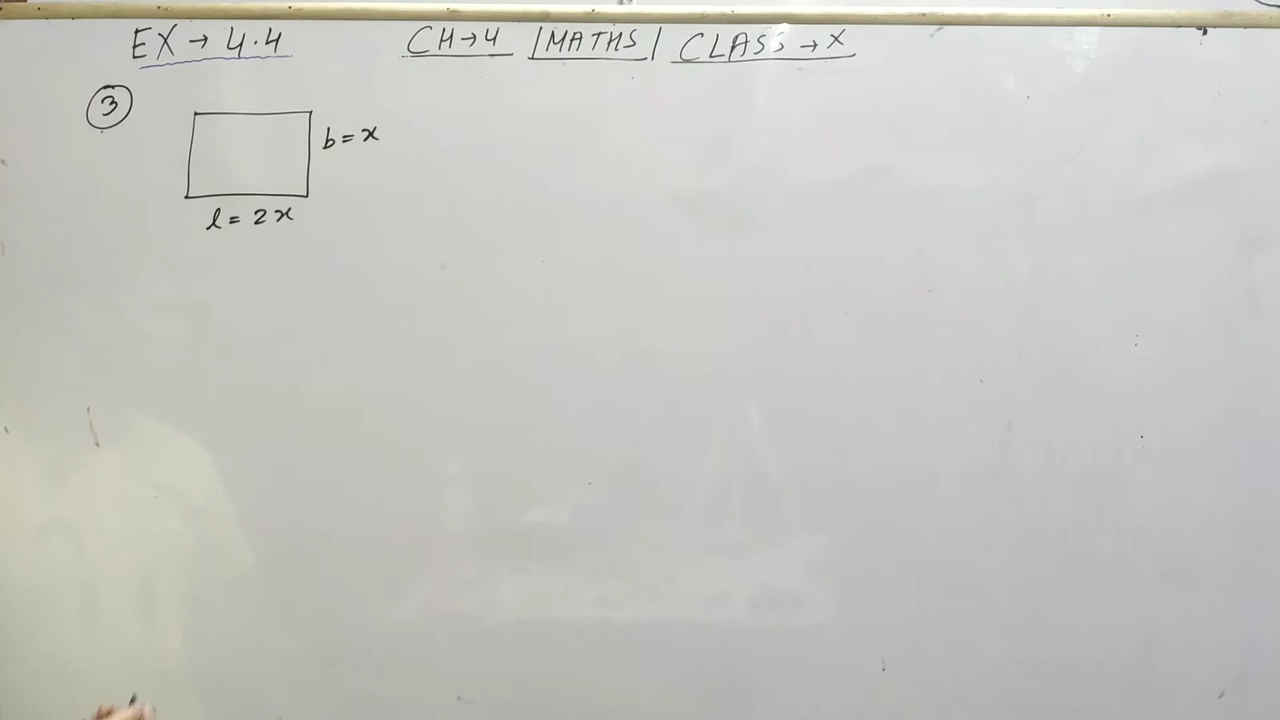 EX → 4.4 CH → 4 | MATHS | CLASS → X
3
b = x
l = 2x